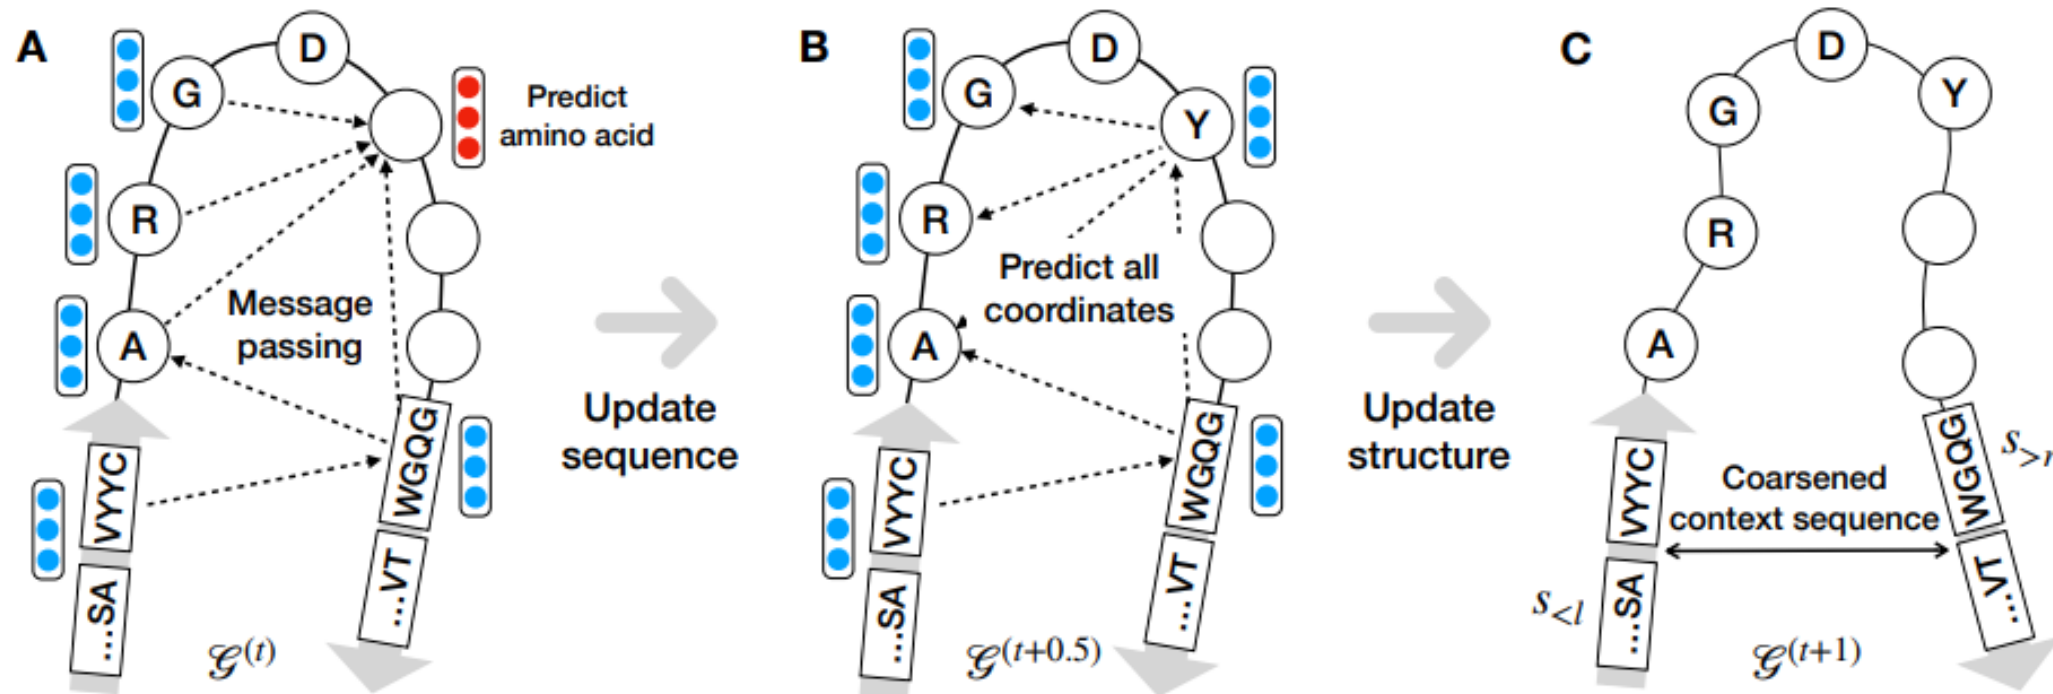 A
G
D
Predict
amino acid
R
Message
passing
A
VYYC
WGQG
...SA
...VT
𝒢(t)
Update
sequence
B
G
D
Y
R
Predict all
coordinates
A
VYYC
WGQG
...SA
...VT
𝒢(t+0.5)
Update
structure
C
G
D
Y
R
A
VYYC
WGQG
s>r
Coarsened
context sequence
s<l
...SA
...VT
𝒢(t+1)